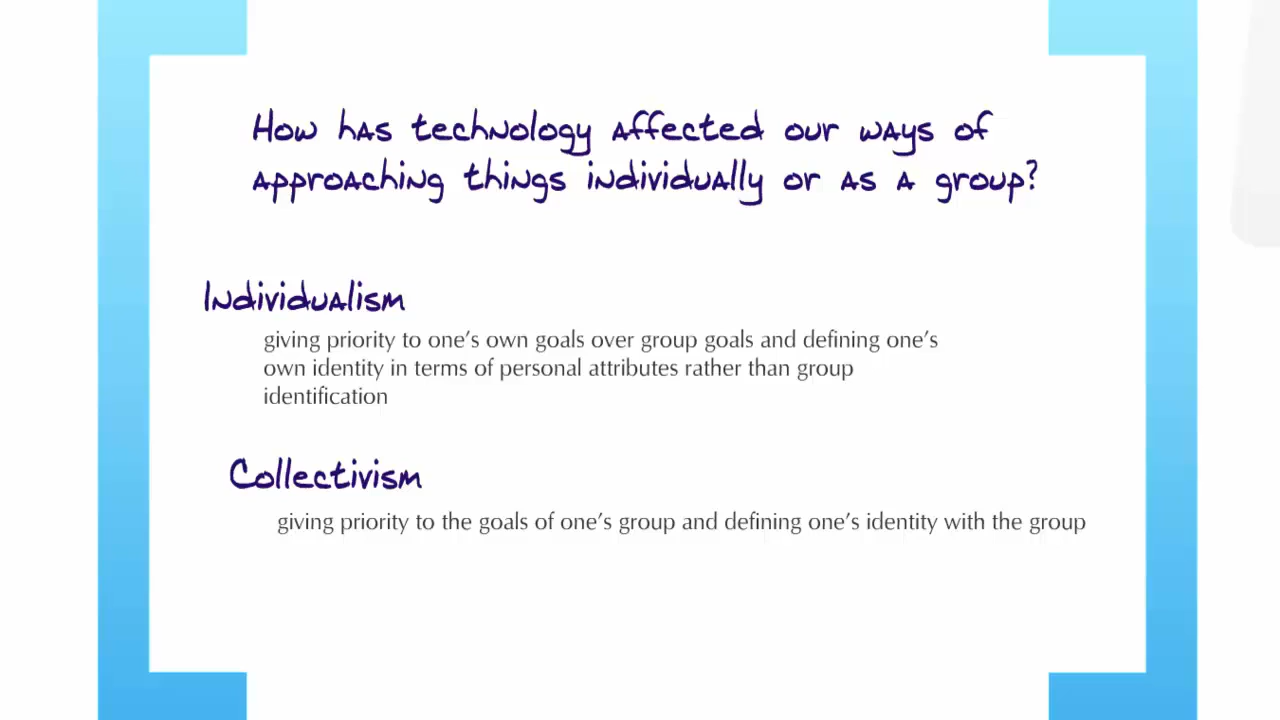 How has technology affected our ways of
approaching things individually or as a group?
Individualism
giving priority to one's own goals over group goals and defining one's
own identity in terms of personal attributes rather than group
identification
Collectivism
giving priority to the goals of one's group and defining one's identity with the group